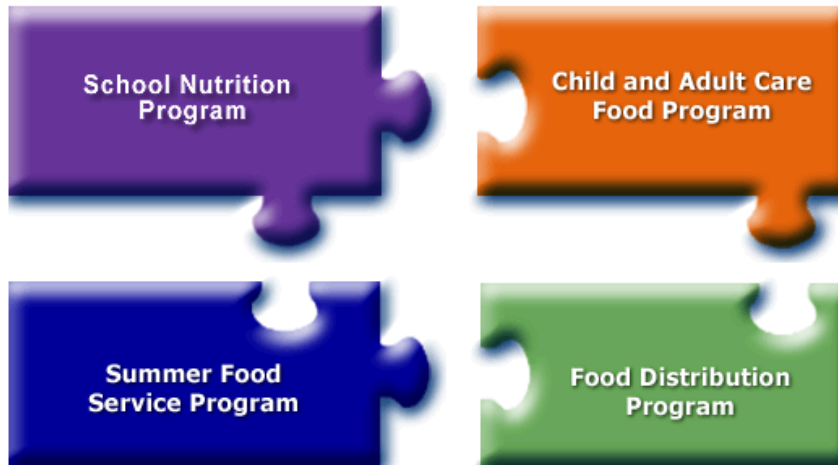 School Nutrition
Program
Child and Adult Care
Food Program
Summer Food
Service Program
Food Distribution
Program